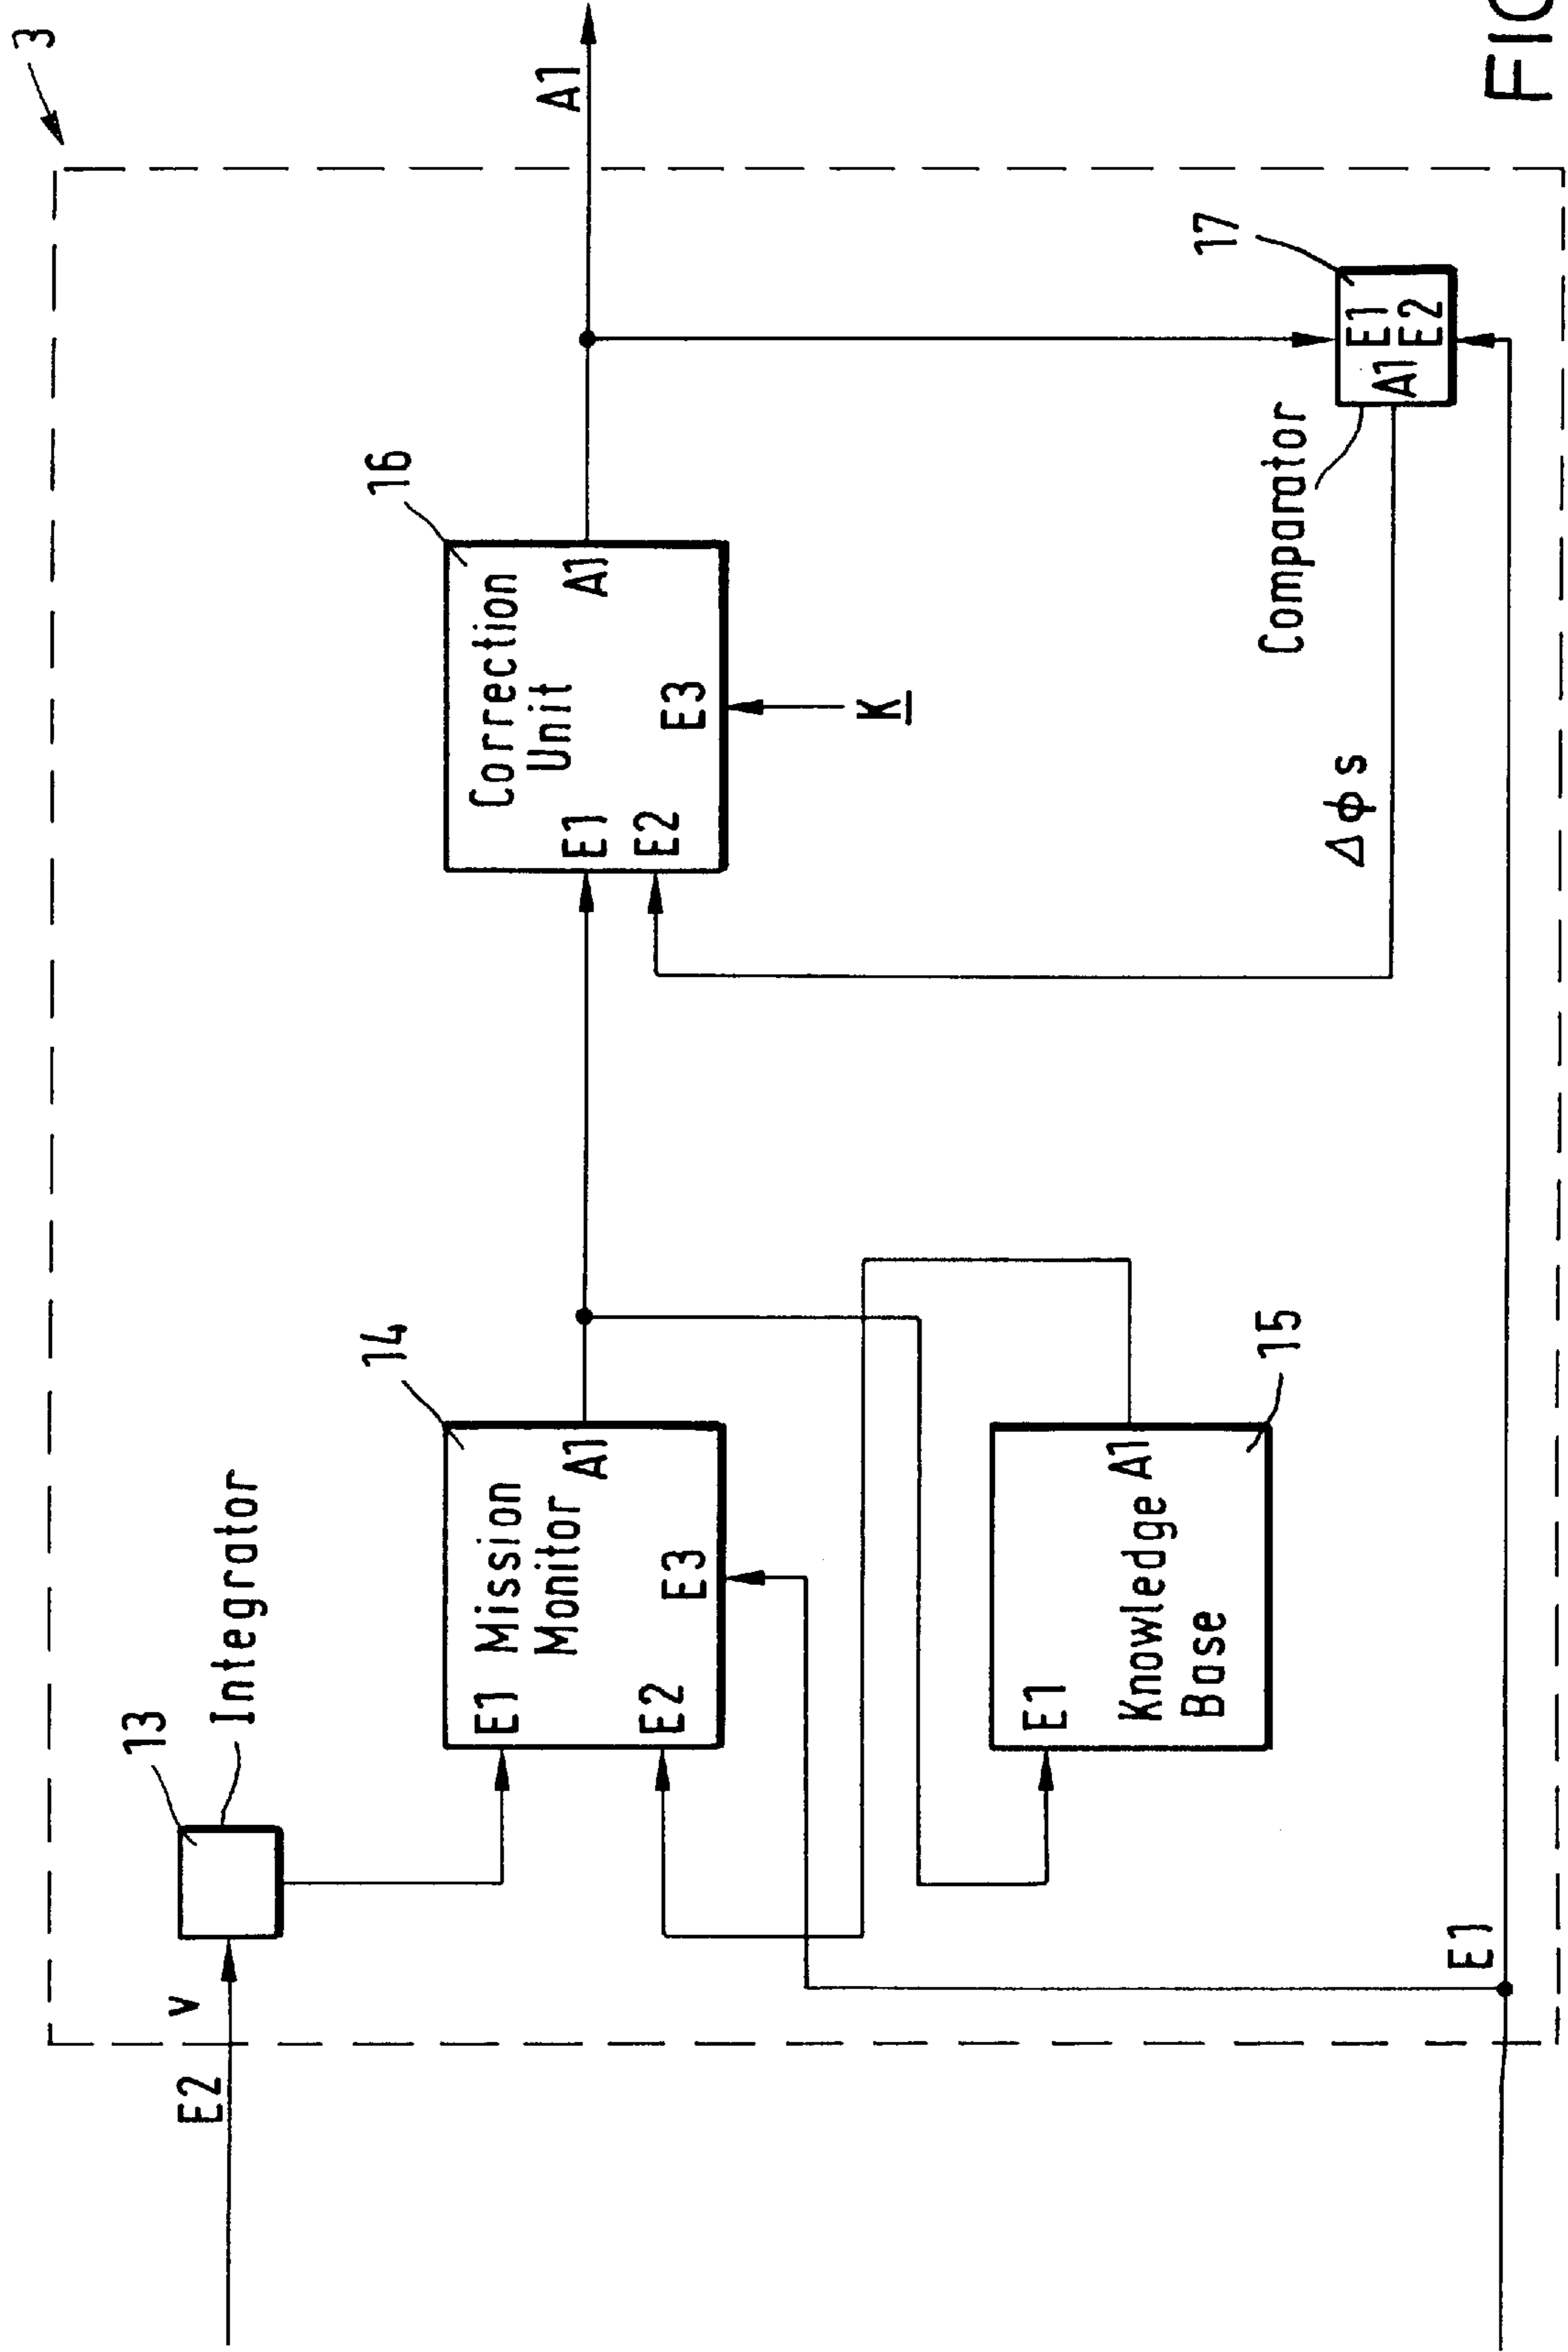 3
E2
v
13
Integrator
14
E1 Mission
Monitor
A1
E2
E3
16
Correction
Unit
E1
A1
E2
E3
K
A1
15
E1
A1
Knowledge
Base
Δϕs
Comparator
17
E1
A1
E2
E1